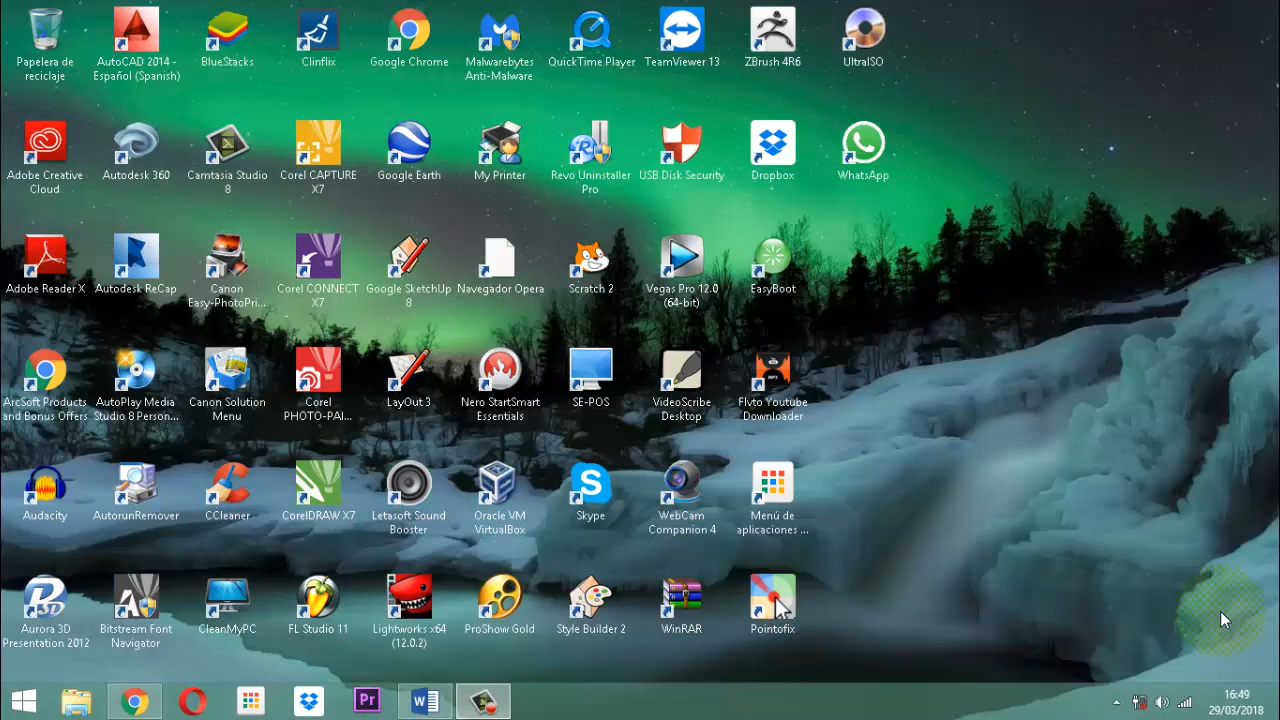 Papelera de
reciclaje
AutoCAD 2014 -
Español (Spanish)
BlueStacks
Clinflix
Google Chrome
Malwarebytes
Anti-Malware
QuickTime Player
TeamViewer 13
ZBrush 4R6
UltraISO
Adobe Creative
Cloud
Autodesk 360
Camtasia Studio
8
Corel CAPTURE
X7
Google Earth
My Printer
Revo Uninstaller
Pro
USB Disk Security
Dropbox
WhatsApp
Adobe Reader X
Autodesk ReCap
Canon
Easy-PhotoPri...
Corel CONNECT
X7
Google SketchUp
8
Navegador Opera
Scratch 2
Vegas Pro 12.0
(64-bit)
EasyBoot
ArcSoft Products
and Bonus Offers
AutoPlay Media
Studio 8 Person...
Canon Solution
Menu
Corel
PHOTO-PAI...
LayOut 3
Nero StartSmart
Essentials
SE-POS
VideoScribe
Desktop
Flvto Youtube
Downloader
Audacity
AutorunRemover
CCleaner
CorelDRAW X7
Letasoft Sound
Booster
Oracle VM
VirtualBox
Skype
WebCam
Companion 4
Menú de
aplicaciones ...
Aurora 3D
Presentation 2012
Bitstream Font
Navigator
CleanMyPC
FL Studio 11
Lightworks x64
(12.0.2)
ProShow Gold
Style Builder 2
WinRAR
Pointofix
Pr
16:49
29/03/2018